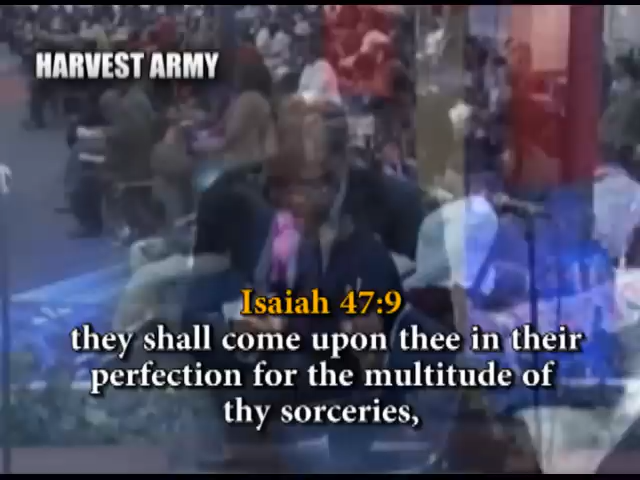 HARVEST ARMY
Isaiah 47:9
they shall come upon thee in their
perfection for the multitude of
thy sorceries,